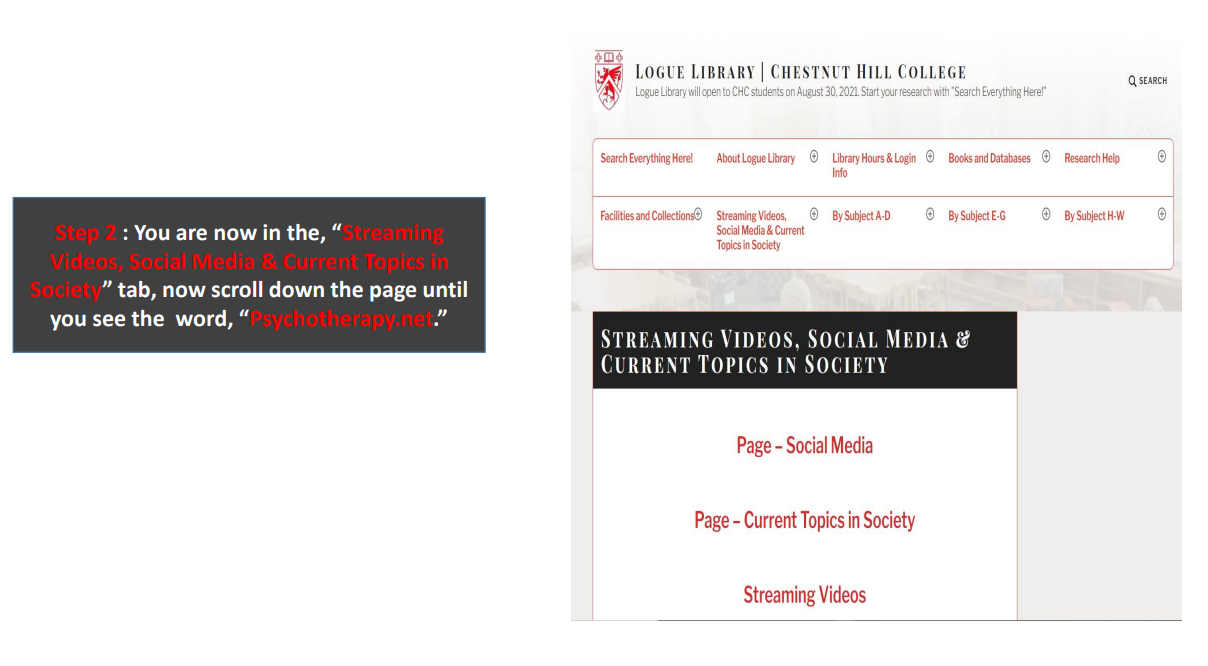 Step 2 : You are now in the, “Streaming
Videos, Social Media & Current Topics in
Society” tab, now scroll down the page until
you see the word, “Psychotherapy.net.”
LOGUE LIBRARY | CHESTNUT HILL COLLEGE
Logue Library will open to CHC students on August 30, 2021. Start your research with "Search Everything Here!"
SEARCH
Search Everything Here!
About Logue Library
Library Hours & Login
Info
Books and Databases
Research Help
Facilities and Collections
Streaming Videos,
Social Media & Current
Topics in Society
By Subject A-D
By Subject E-G
By Subject H-W
STREAMING VIDEOS, SOCIAL MEDIA &
CURRENT TOPICS IN SOCIETY
Page – Social Media
Page – Current Topics in Society
Streaming Videos